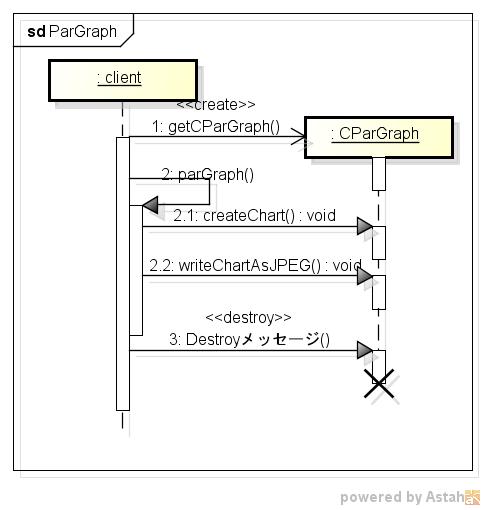 sd ParGraph
: client
<<create>>
1: getCParGraph()
: CParGraph
2: parGraph()
2.1: createChart() : void
2.2: writeChartAsJPEG() : void
<<destroy>>
3: Destroyメッセージ()
powered by Astah